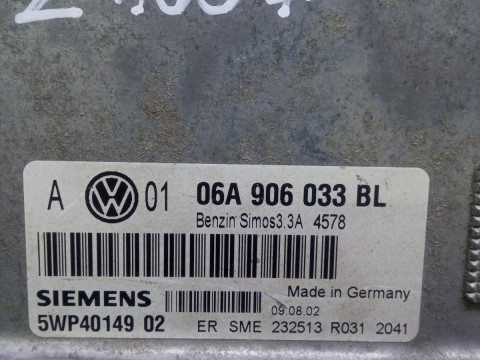 A VW 01 06A 906 033 BL
Benzin Simos3.3A 4578
Made in Germany
SIEMENS 09.08.02
5WP40149 02 ER SME 232513 R031 2041